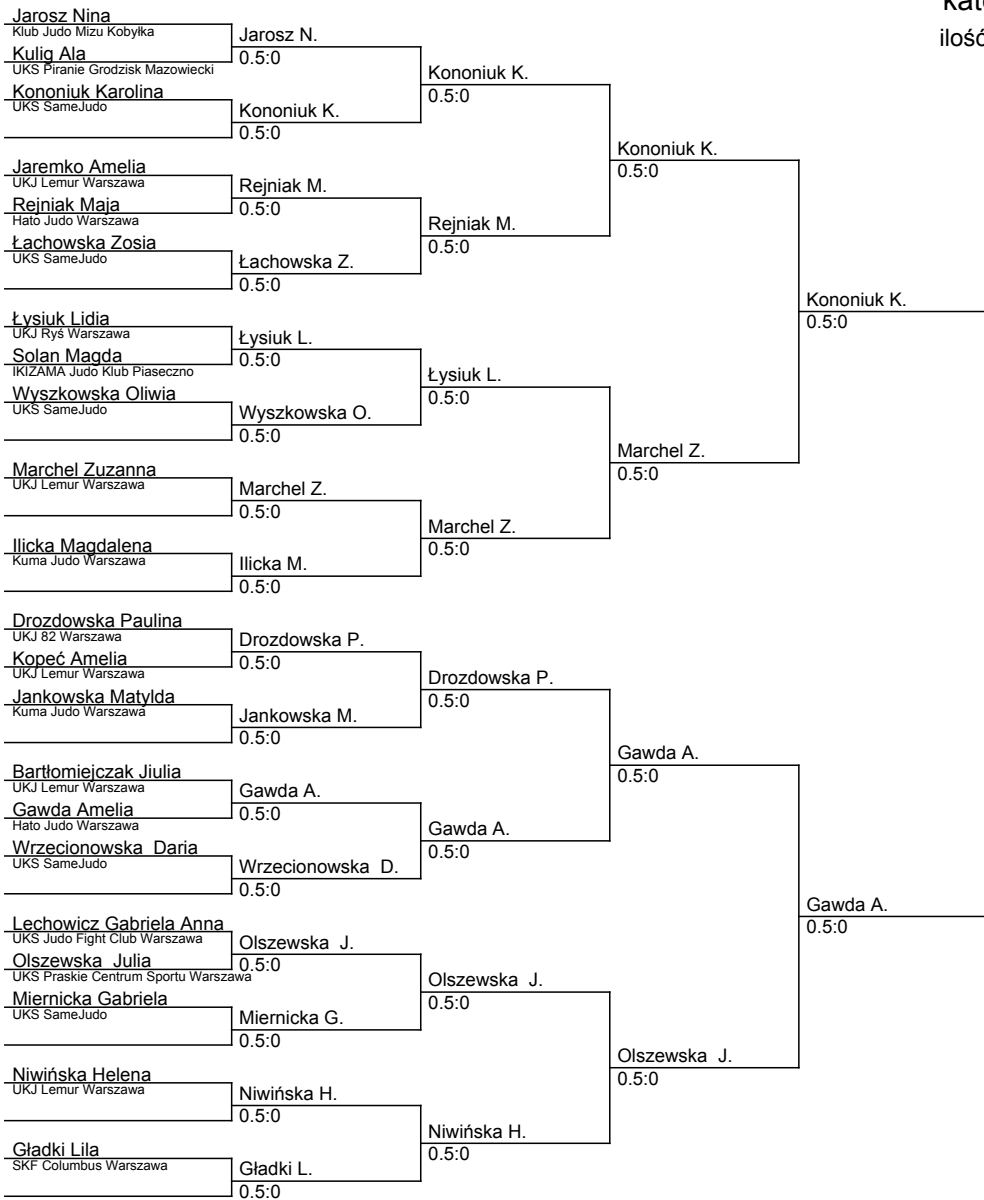 Jarosz Nina
Klub Judo Mizu Kobyłka
Kulig Ala
UKS Piranie Grodzisk Mazowiecki
Kononiuk Karolina
UKS SameJudo
Jaremko Amelia
UKJ Lemur Warszawa
Rejniak Maja
Hato Judo Warszawa
Łachowska Zosia
UKS SameJudo
Łysiuk Lidia
UKJ Ryś Warszawa
Solan Magda
IKIZAMA Judo Klub Piaseczno
Wyszkowska Oliwia
UKS SameJudo
Marchel Zuzanna
UKJ Lemur Warszawa
Ilicka Magdalena
Kuma Judo Warszawa
Drozdowska Paulina
UKJ 82 Warszawa
Kopeć Amelia
UKJ Lemur Warszawa
Jankowska Matylda
Kuma Judo Warszawa
Bartłomiejczak Jiulia
UKJ Lemur Warszawa
Gawda Amelia
Hato Judo Warszawa
Wrzecionowska  Daria
UKS SameJudo
Lechowicz Gabriela Anna
UKS Judo Fight Club Warszawa
Olszewska  Julia
UKS Praskie Centrum Sportu Warszawa
Miernicka Gabriela
UKS SameJudo
Niwińska Helena
UKJ Lemur Warszawa
Gładki Lila
SKF Columbus Warszawa
Jarosz N.
0.5:0
Kononiuk K.
0.5:0
Rejniak M.
0.5:0
Łachowska Z.
0.5:0
Łysiuk L.
0.5:0
Wyszkowska O.
0.5:0
Marchel Z.
0.5:0
Ilicka M.
0.5:0
Drozdowska P.
0.5:0
Jankowska M.
0.5:0
Gawda A.
0.5:0
Wrzecionowska  D.
0.5:0
Olszewska  J.
0.5:0
Miernicka G.
0.5:0
Niwińska H.
0.5:0
Gładki L.
0.5:0
Kononiuk K.
0.5:0
Rejniak M.
0.5:0
Łysiuk L.
0.5:0
Marchel Z.
0.5:0
Drozdowska P.
0.5:0
Gawda A.
0.5:0
Olszewska  J.
0.5:0
Niwińska H.
0.5:0
Kononiuk K.
0.5:0
Marchel Z.
0.5:0
Gawda A.
0.5:0
Olszewska  J.
0.5:0
Kononiuk K.
0.5:0
Gawda A.
0.5:0